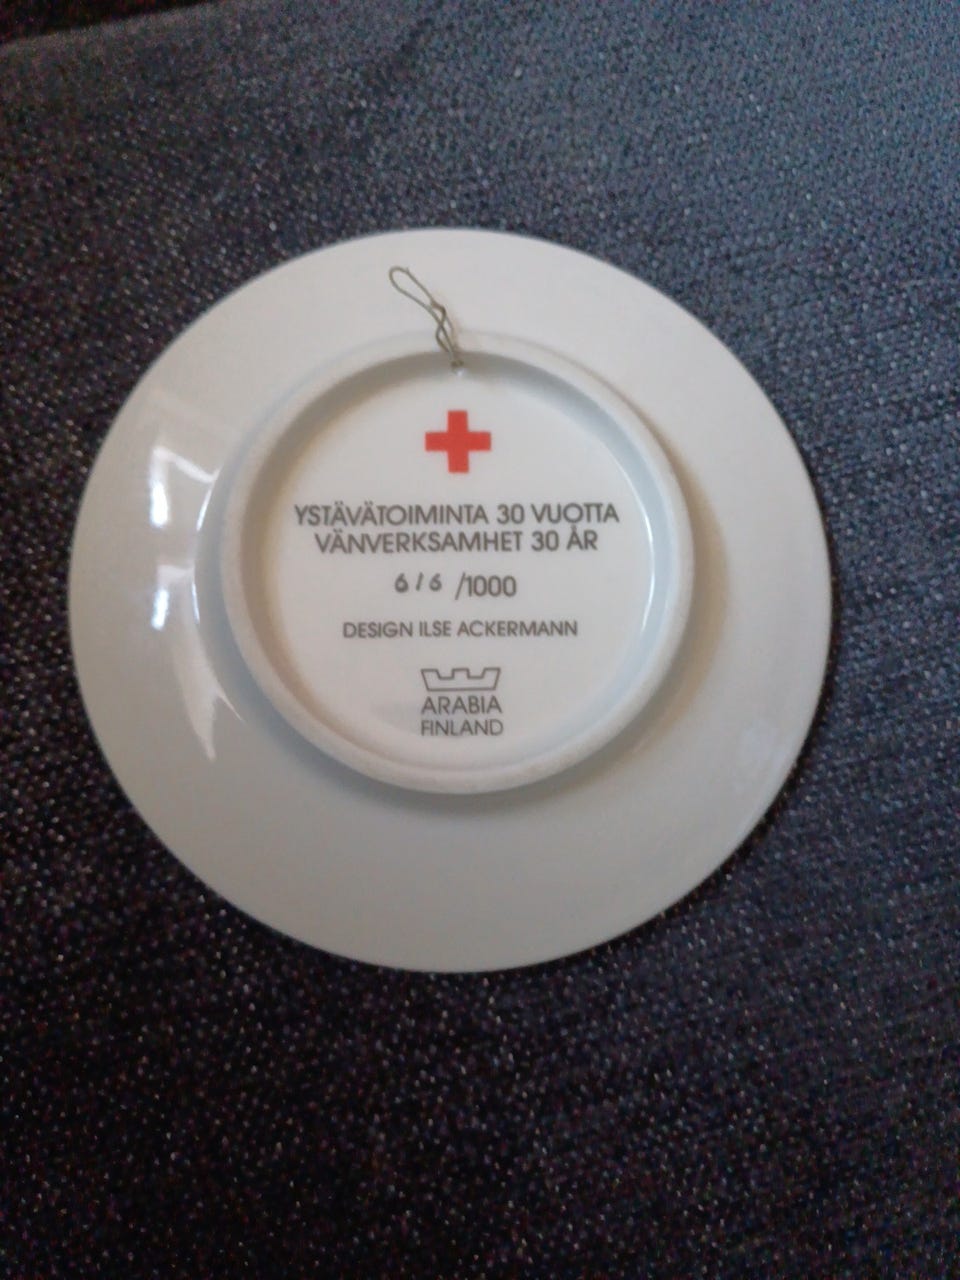 YSTÄVÄTOIMINTA 30 VUOTTA
VÄNVERKSAMHET 30 ÅR
616 /1000
DESIGN ILSE ACKERMANN
ARABIA
FINLAND